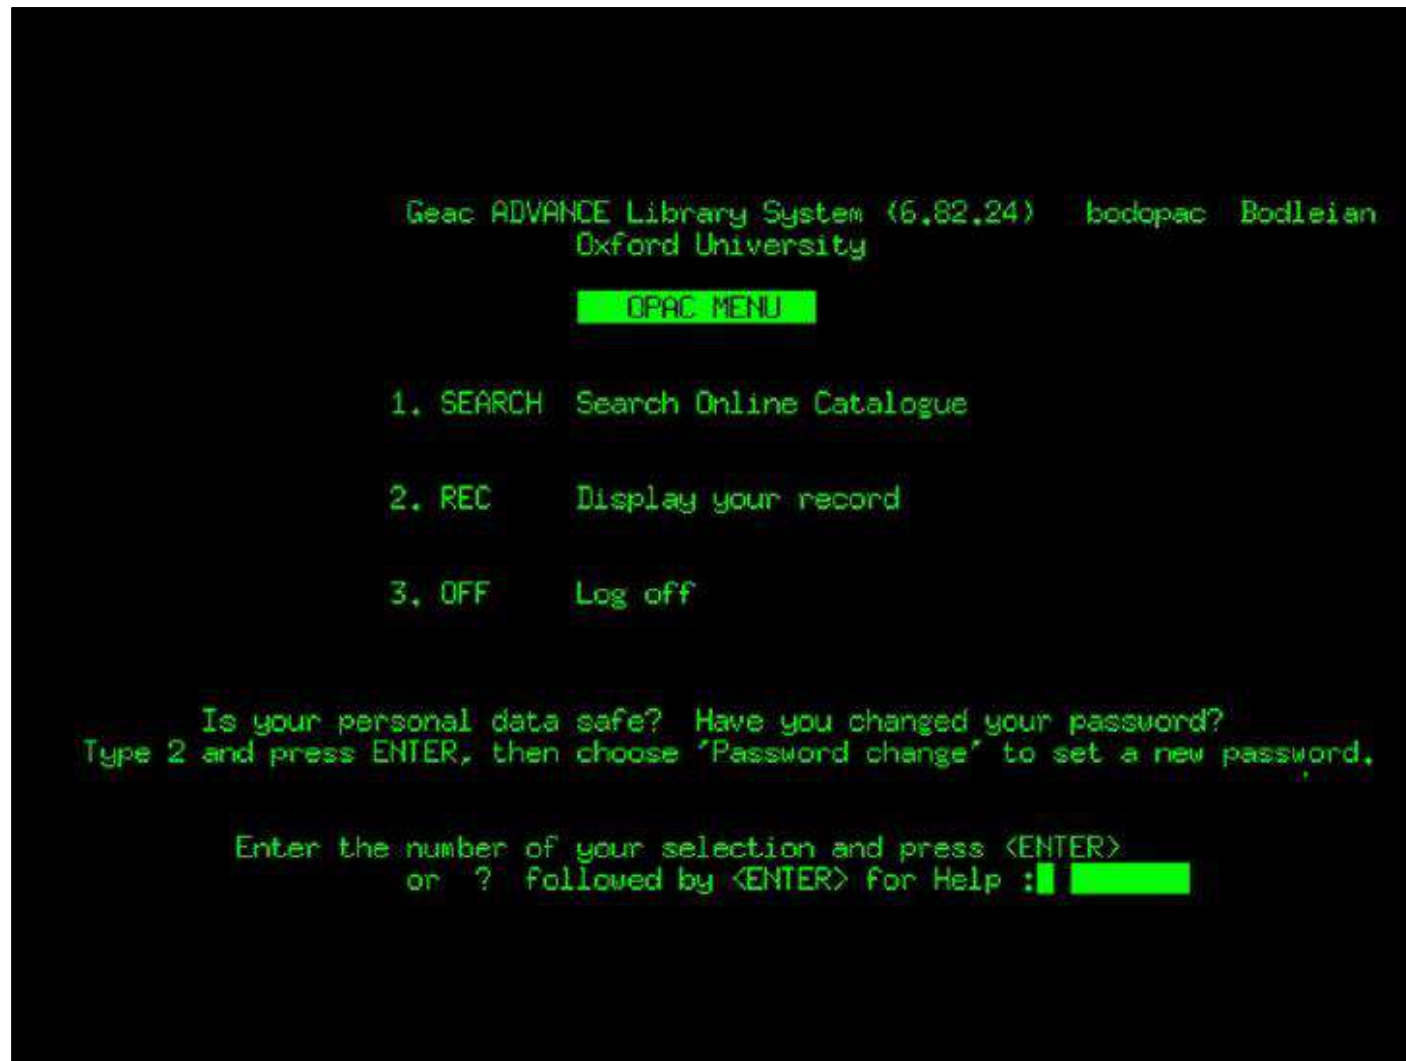 Geac ADVANCE Library System (6.82.24) bodopac Bodleian
Oxford University
OPAC MENU
1. SEARCH Search Online Catalogue
2. REC Display your record
3. OFF Log off
Is your personal data safe? Have you changed your password?
Type 2 and press ENTER, then choose 'Password change' to set a new password.
Enter the number of your selection and press <ENTER>
or ? followed by <ENTER> for Help :